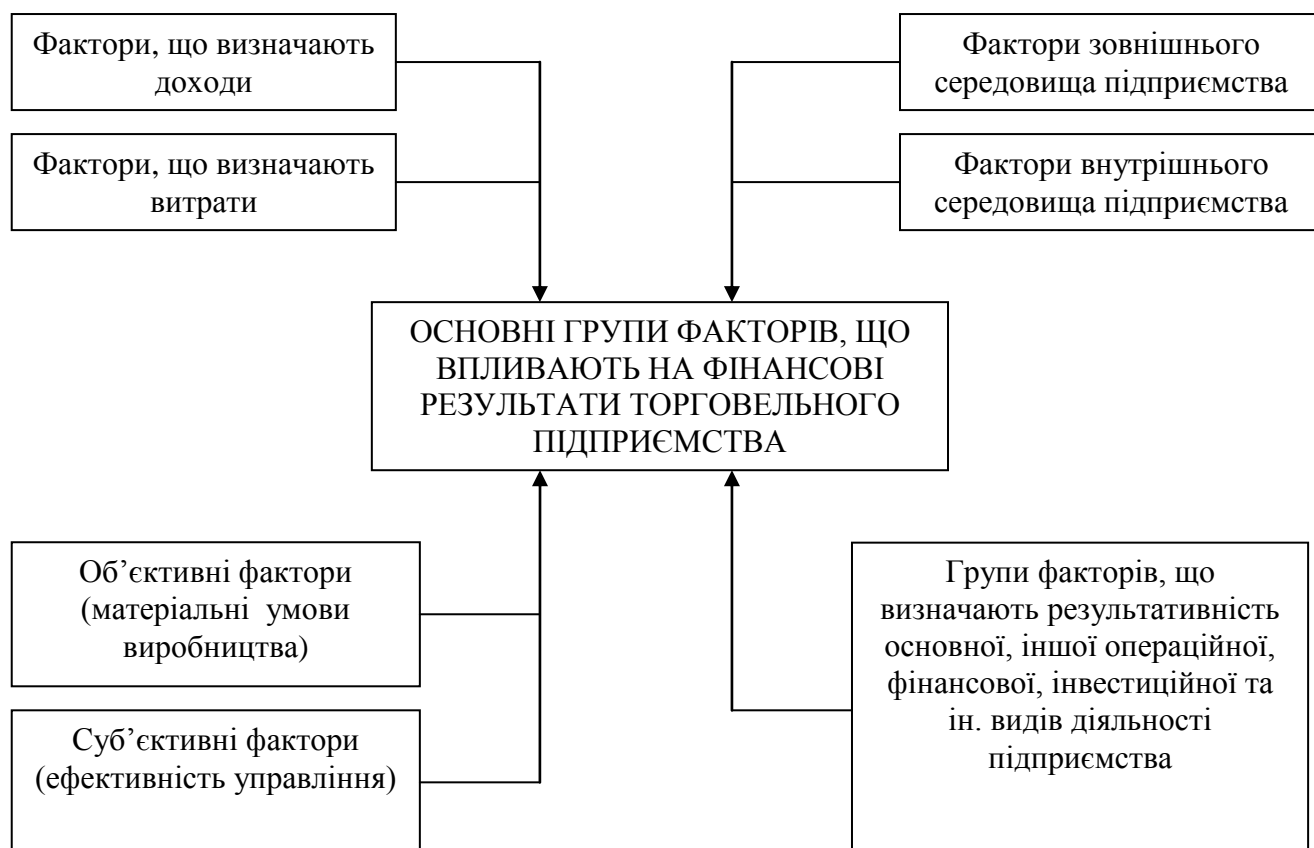 Фактори, що визначають
доходи
Фактори зовнішнього
середовища підприємства
Фактори, що визначають
витрати
Фактори внутрішнього
середовища підприємства
ОСНОВНІ ГРУПИ ФАКТОРІВ, ЩО
ВПЛИВАЮТЬ НА ФІНАНСОВІ
РЕЗУЛЬТАТИ ТОРГОВЕЛЬНОГО
ПІДПРИЄМСТВА
Об’єктивні фактори
(матеріальні умови
виробництва)
Суб’єктивні фактори
(ефективність управління)
Групи факторів, що
визначають результативність
основної, іншої операційної,
фінансової, інвестиційної та
ін. видів діяльності
підприємства